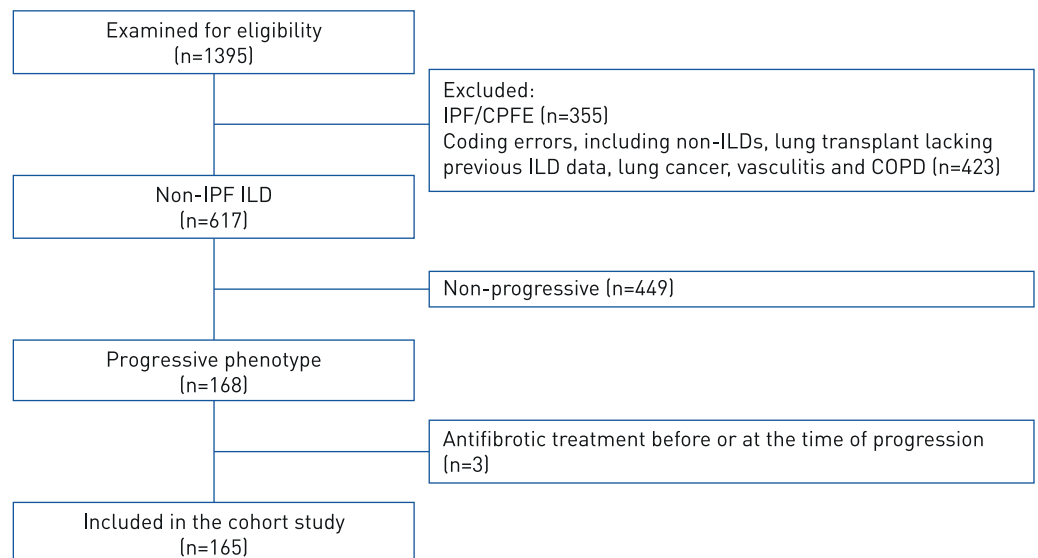 Examined for eligibility
(n=1395)
Excluded:
IPF/CPFE (n=355)
Coding errors, including non-ILDs, lung transplant lacking
previous ILD data, lung cancer, vasculitis and COPD (n=423)
Non-IPF ILD
(n=617)
Non-progressive (n=449)
Progressive phenotype
(n=168)
Antifibrotic treatment before or at the time of progression
(n=3)
Included in the cohort study
(n=165)